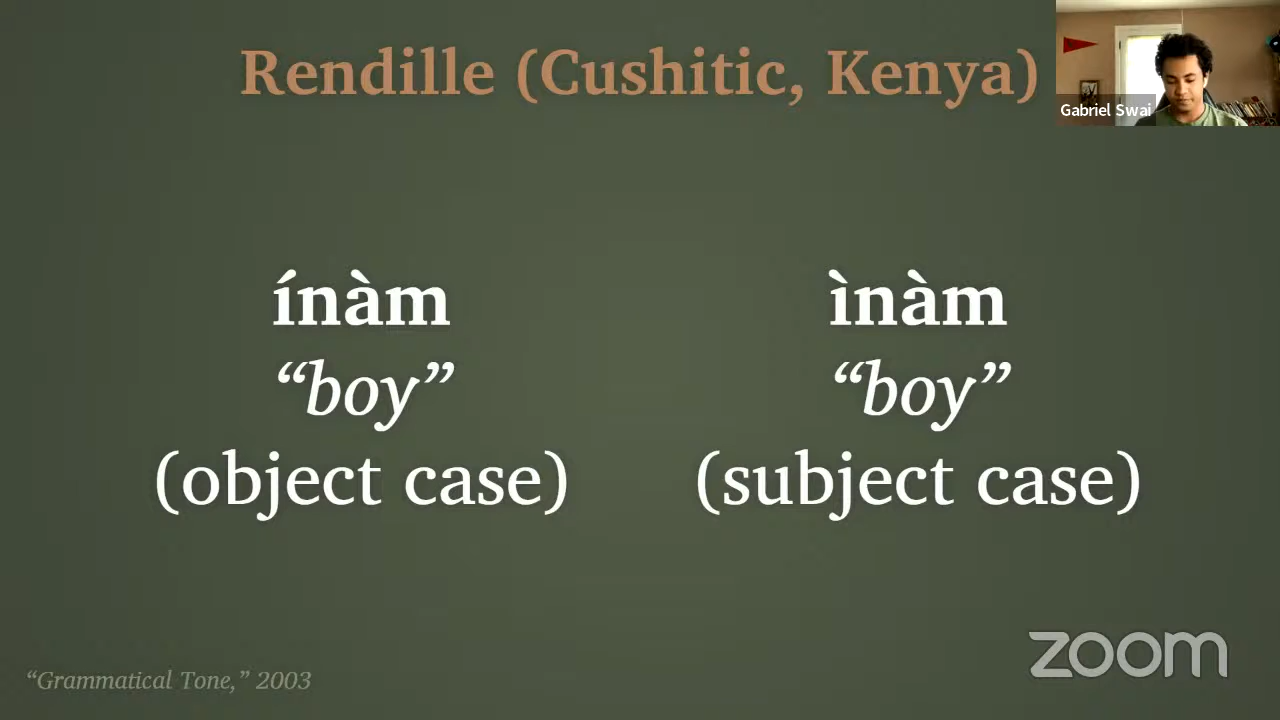 Rendille (Cushitic, Kenya)
Gabriel Swai
ínàm
“boy”
(object case)
ìnàm
“boy”
(subject case)
“Grammatical Tone,” 2003
zoom